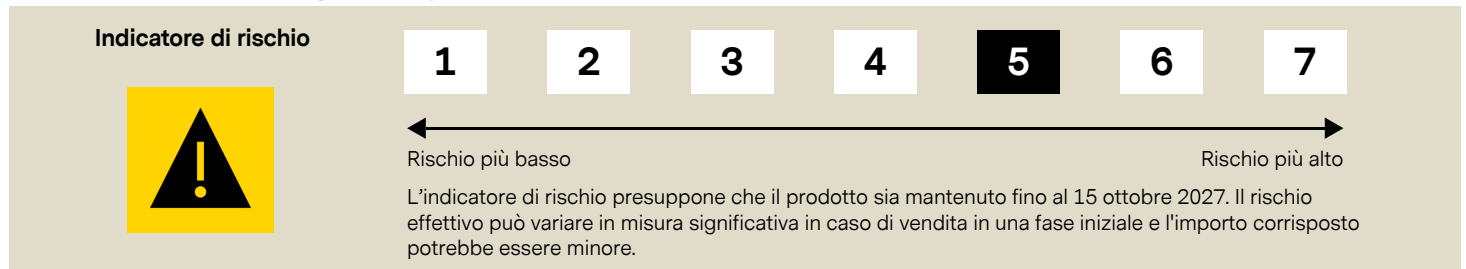 Indicatore di rischio
1 2 3 4 5 6 7
Rischio più basso Rischio più alto
L'indicatore di rischio presuppone che il prodotto sia mantenuto fino al 15 ottobre 2027. Il rischio
effettivo può variare in misura significativa in caso di vendita in una fase iniziale e l'importo corrisposto
potrebbe essere minore.